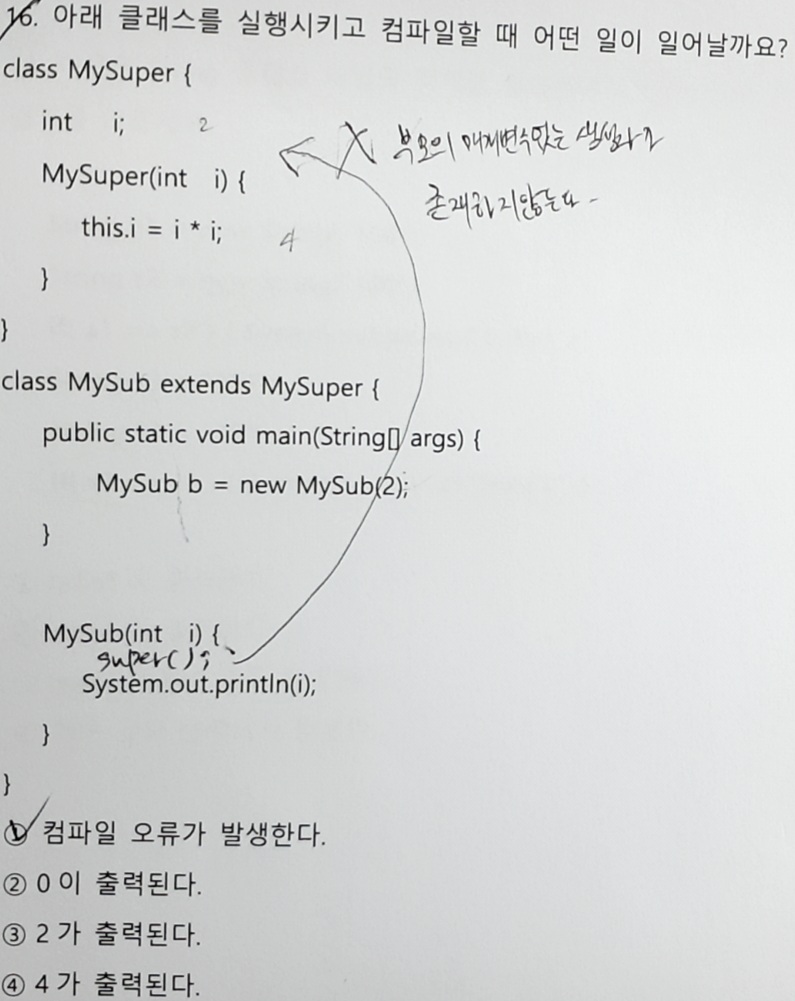 16. 아래 클래스를 실행시키고 컴파일할 때 어떤 일이 일어날까요?
class MySuper {
int i; 2
MySuper(int i) { X 부모의 매개변수있는 생성자가
존재하지않는다.
this.i = i * i; 4
}
}
class MySub extends MySuper {
public static void main(String[] args) {
MySub b = new MySub(2);
}
MySub(int i) {
super();
System.out.println(i);
}
}
① 컴파일 오류가 발생한다.
② 0이 출력된다.
③ 2가 출력된다.
④ 4가 출력된다.